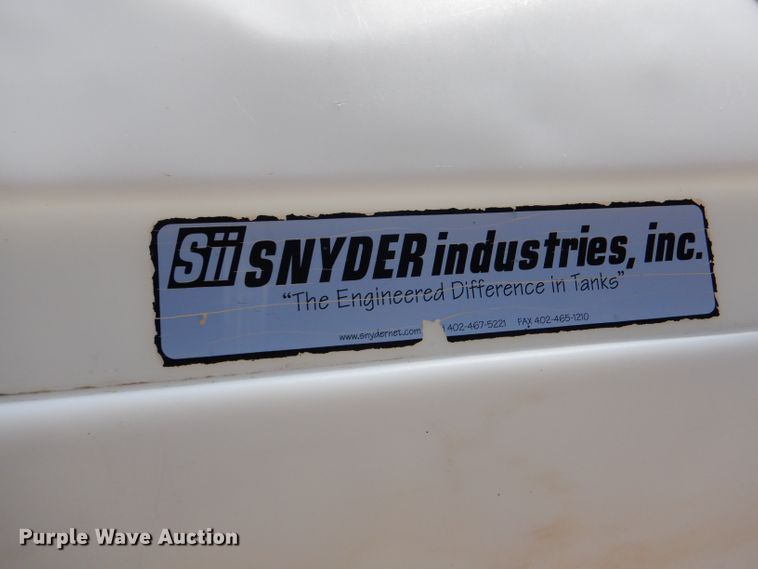 Sii SNYDER industries, inc.
"The Engineered Difference in Tanks"
www.snydernet.com ) 402-467-5221 FAX 402-465-1210
Purple Wave Auction